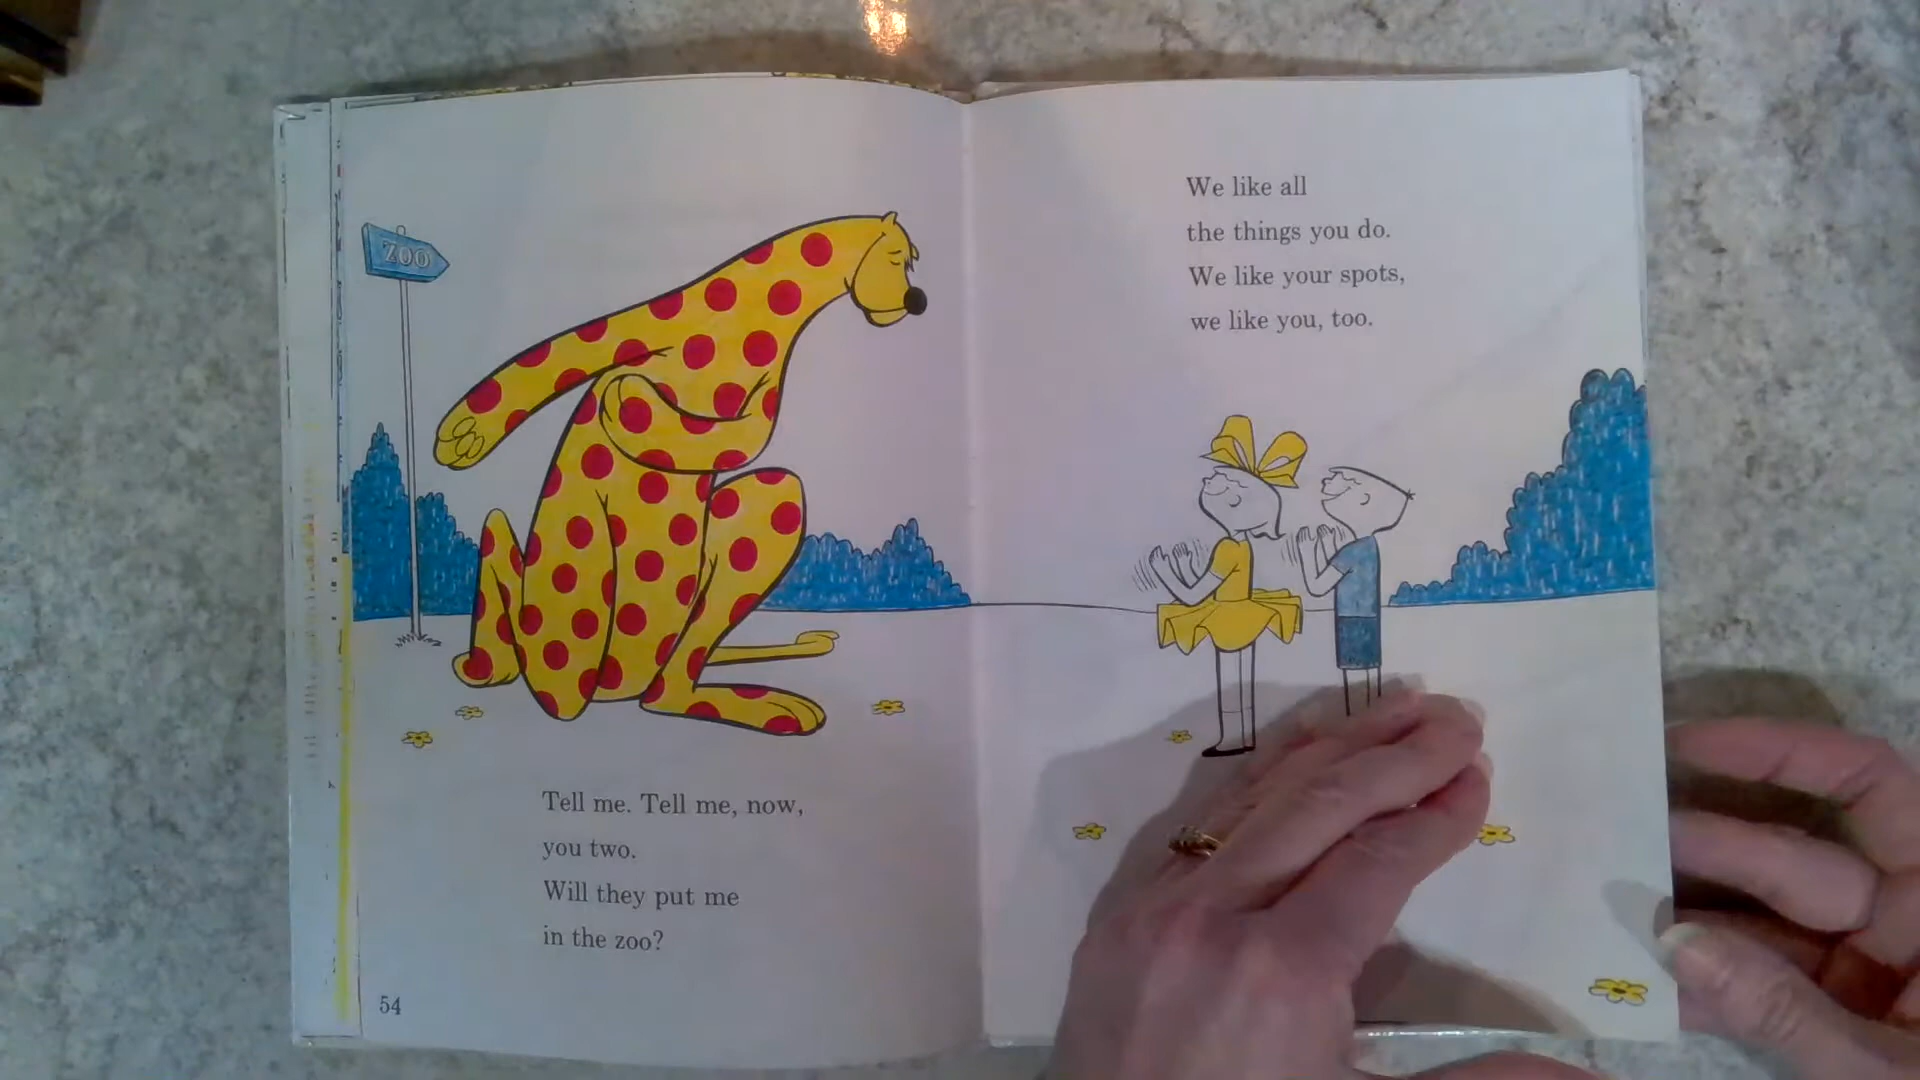 ZOO
Tell me. Tell me, now,
you two.
Will they put me
in the zoo?
54
We like all
the things you do.
We like your spots,
we like you, too.